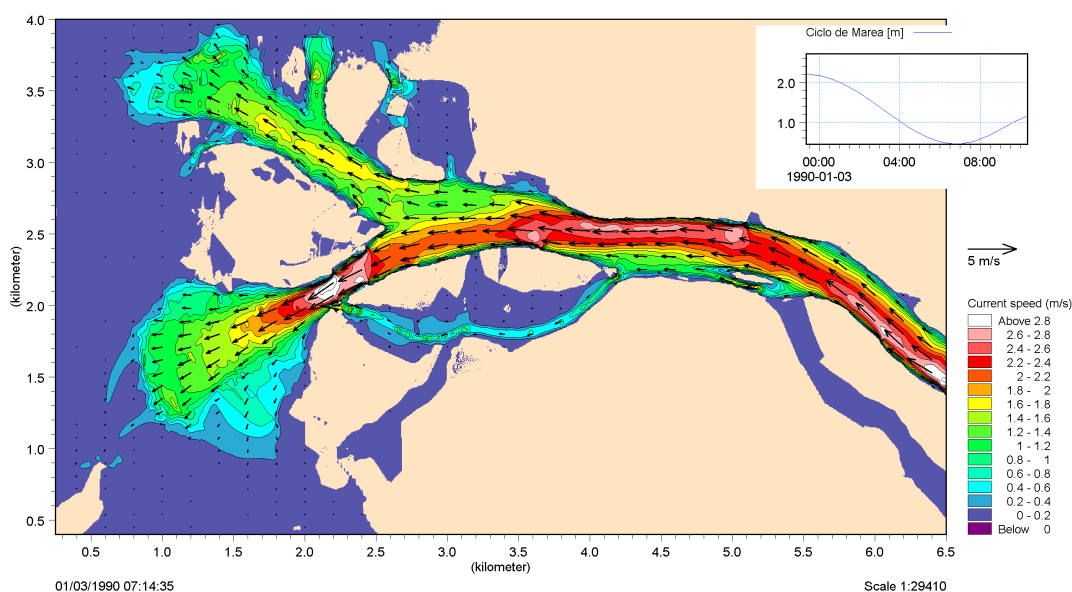 4.0
3.5
3.0
2.5
2.0
1.5
1.0
0.5
(kilometer)
0.5 1.0 1.5 2.0 2.5 3.0 3.5 4.0 4.5 5.0 5.5 6.0 6.5
(kilometer)
Ciclo de Marea [m]
2.0
1.0
00:00 04:00 08:00
1990-01-03
5 m/s
Current speed (m/s)
Above 2.8
2.6 - 2.8
2.4 - 2.6
2.2 - 2.4
2 - 2.2
1.8 - 2
1.6 - 1.8
1.4 - 1.6
1.2 - 1.4
1 - 1.2
0.8 - 1
0.6 - 0.8
0.4 - 0.6
0.2 - 0.4
0 - 0.2
Below 0
01/03/1990 07:14:35
Scale 1:29410